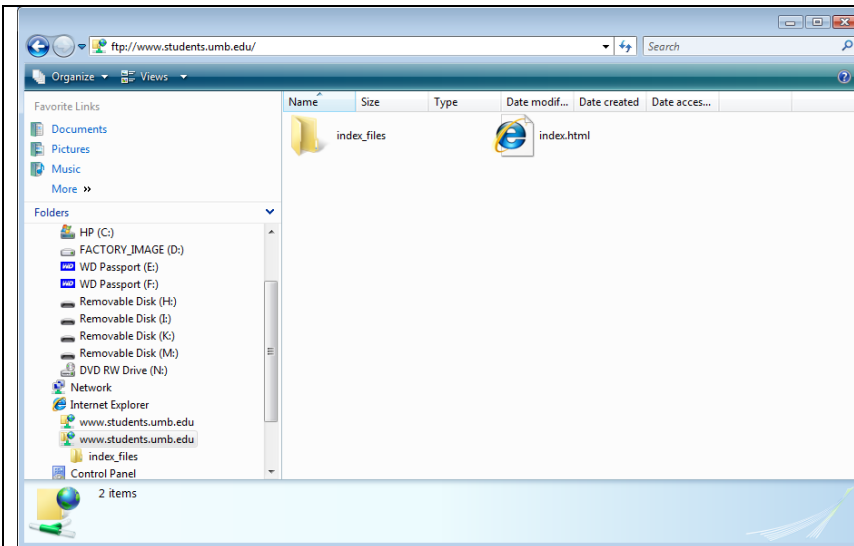 ftp://www.students.umb.edu/
Search
Organize Views
Favorite Links
Documents
Pictures
Music
More »
Folders
HP (C:)
FACTORY_IMAGE (D:)
WD Passport (E:)
WD Passport (F:)
Removable Disk (H:)
Removable Disk (I:)
Removable Disk (K:)
Removable Disk (M:)
DVD RW Drive (N:)
Network
Internet Explorer
www.students.umb.edu
www.students.umb.edu
index_files
Control Panel
Name Size Type Date modif... Date created Date acces...
index_files index.html
2 items